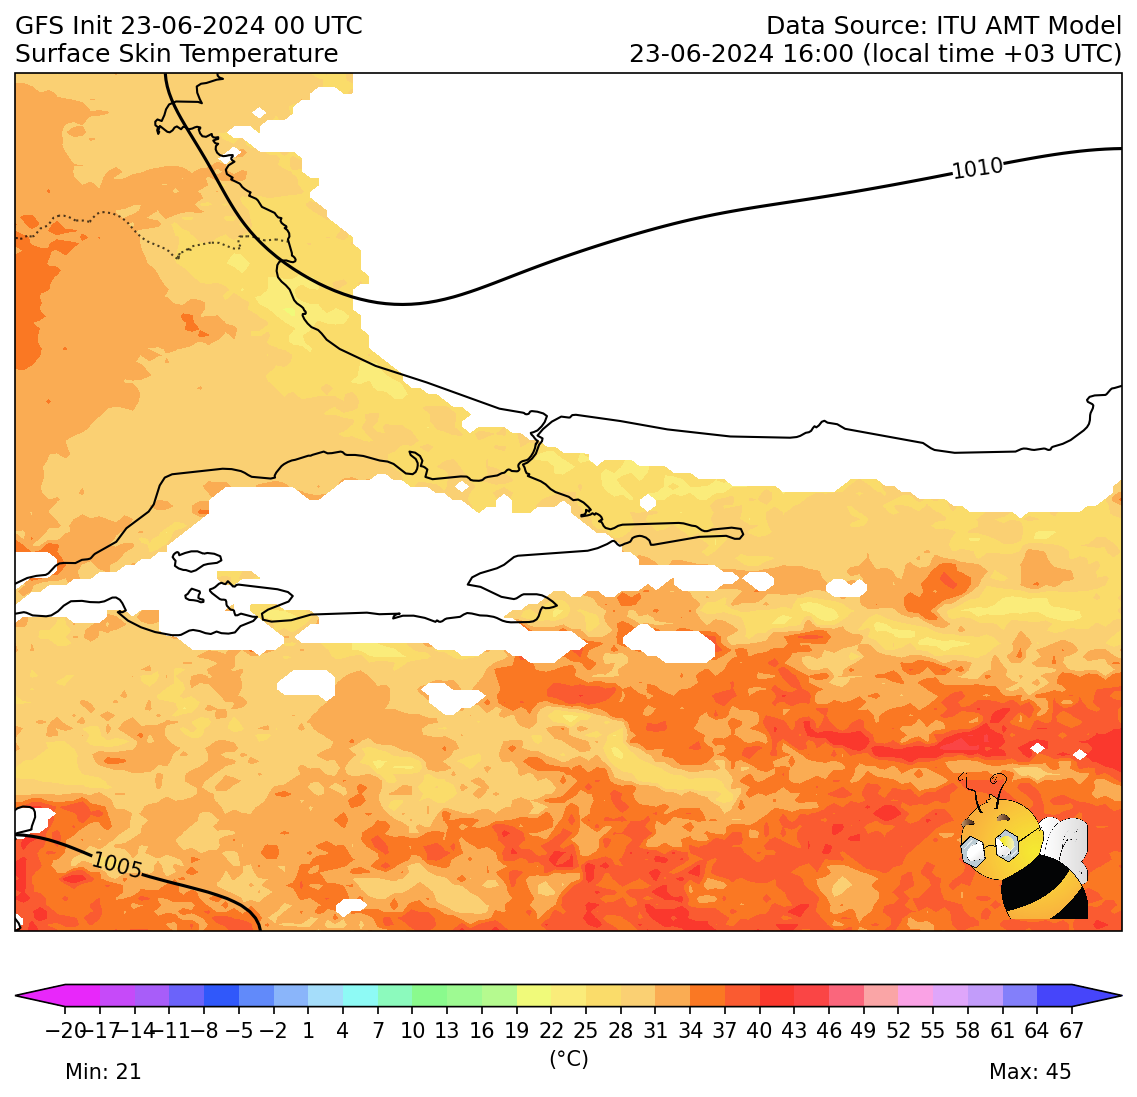 GFS Init 23-06-2024 00 UTC
Data Source: ITU AMT Model
Surface Skin Temperature
23-06-2024 16:00 (local time +03 UTC)
1010
1005
−20 −17 −14 −11 −8 −5 −2 1 4 7 10 13 16 19 22 25 28 31 34 37 40 43 46 49 52 55 58 61 64 67
(°C)
Min: 21
Max: 45